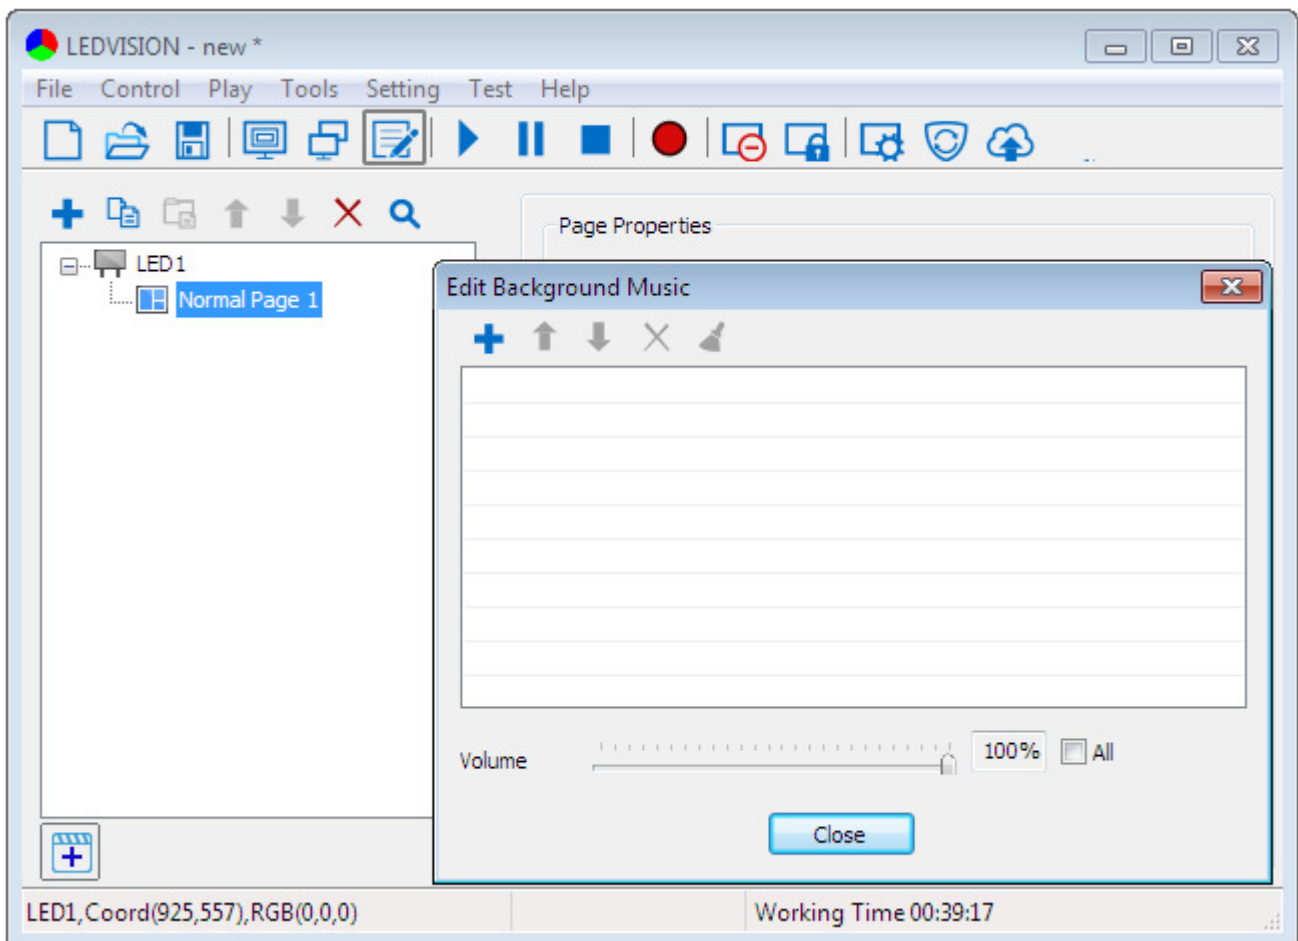 LEDVISION - new *
File Control Play Tools Setting Test Help
Page Properties
LED1
Normal Page 1
Edit Background Music
Volume
100%
All
Close
LED1,Coord(925,557),RGB(0,0,0)
Working Time 00:39:17